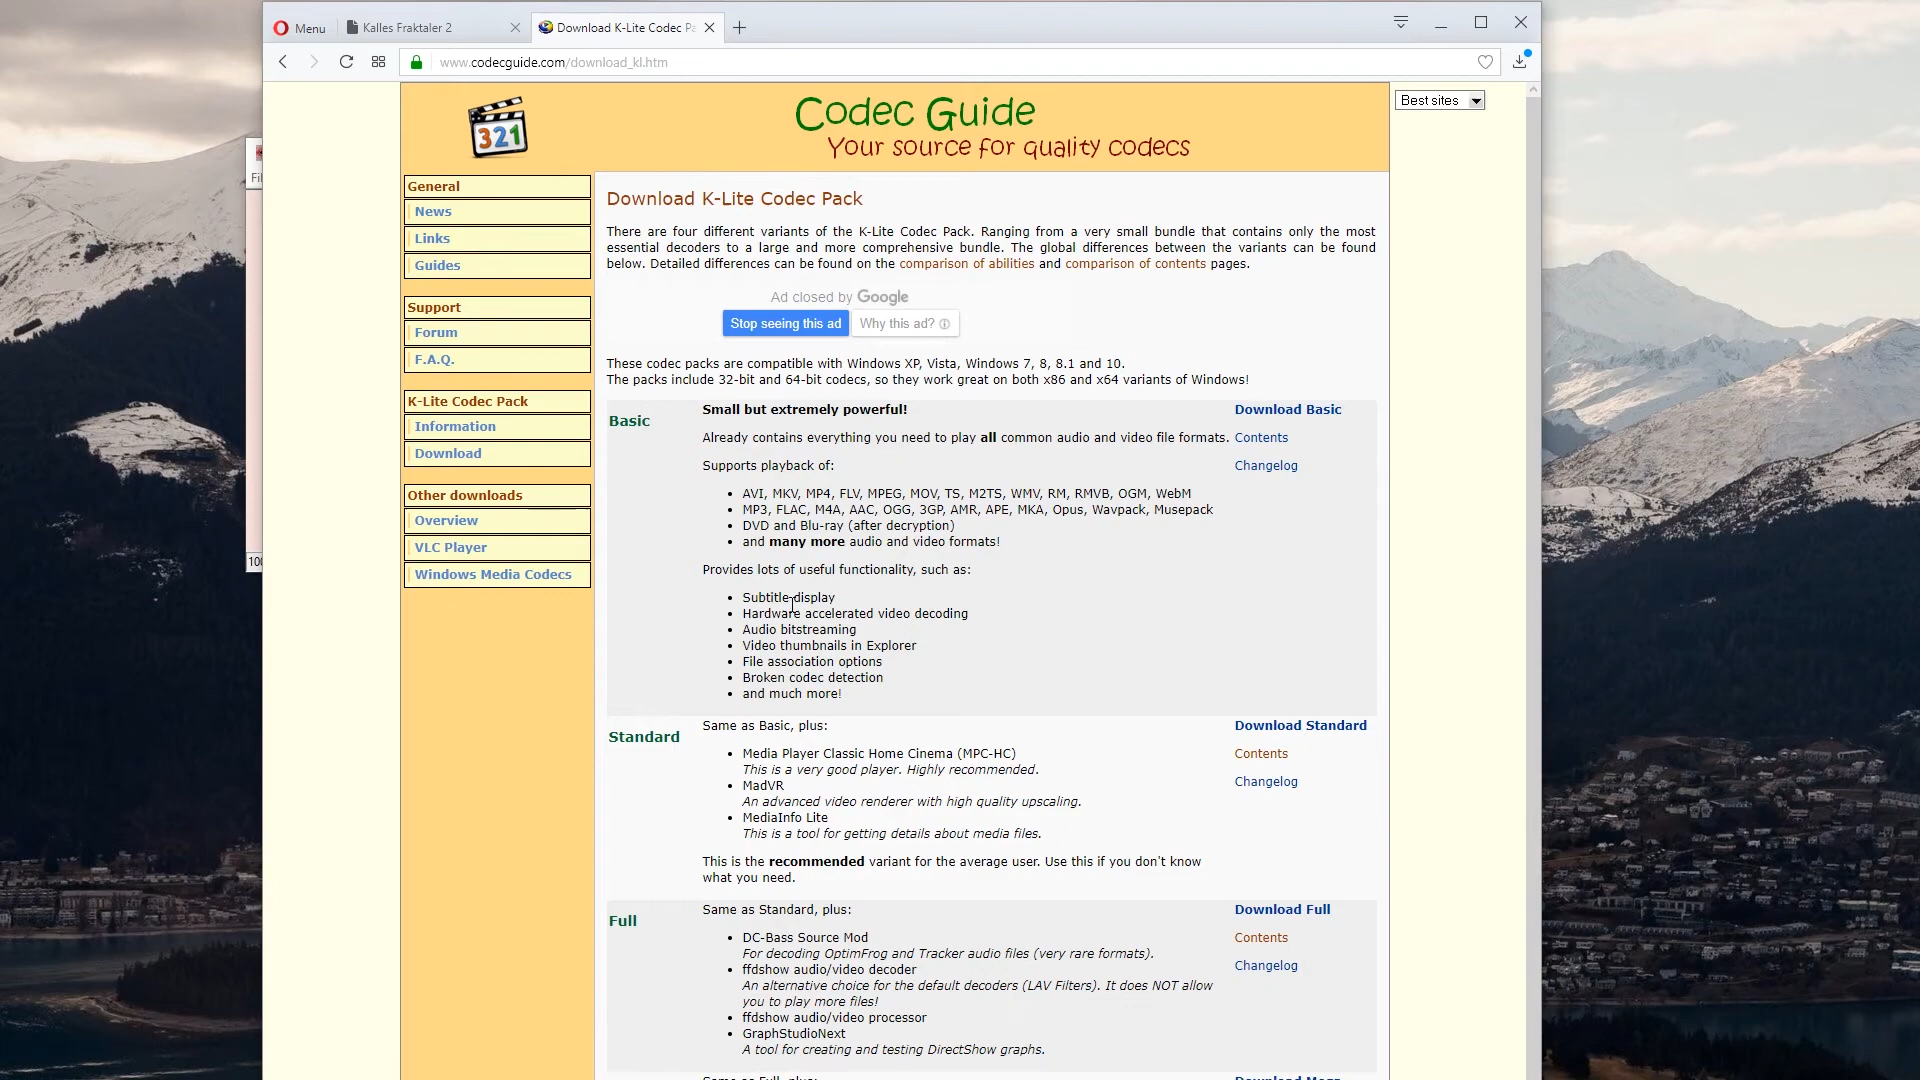 Menu
Kalles Fraktaler 2
Download K-Lite Codec Pa
www.codecguide.com/download_kl.htm
321
Codec Guide
Your source for quality codecs
Best sites
Fil
General
News
Links
Guides
Support
Forum
F.A.Q.
K-Lite Codec Pack
Information
Download
Other downloads
Overview
VLC Player
Windows Media Codecs
100
Download K-Lite Codec Pack
There are four different variants of the K-Lite Codec Pack. Ranging from a very small bundle that contains only the most
essential decoders to a large and more comprehensive bundle. The global differences between the variants can be found
below. Detailed differences can be found on the comparison of abilities and comparison of contents pages.
Ad closed by Google
Stop seeing this ad
Why this ad?
These codec packs are compatible with Windows XP, Vista, Windows 7, 8, 8.1 and 10.
The packs include 32-bit and 64-bit codecs, so they work great on both x86 and x64 variants of Windows!
Basic
Small but extremely powerful!
Already contains everything you need to play all common audio and video file formats.
Supports playback of:
• AVI, MKV, MP4, FLV, MPEG, MOV, TS, M2TS, WMV, RM, RMVB, OGM, WebM
• MP3, FLAC, M4A, AAC, OGG, 3GP, AMR, APE, MKA, Opus, Wavpack, Musepack
• DVD and Blu-ray (after decryption)
• and many more audio and video formats!
Provides lots of useful functionality, such as:
• Subtitle display
• Hardware accelerated video decoding
• Audio bitstreaming
• Video thumbnails in Explorer
• File association options
• Broken codec detection
• and much more!
Download Basic
Contents
Changelog
Standard
Same as Basic, plus:
• Media Player Classic Home Cinema (MPC-HC)
This is a very good player. Highly recommended.
• MadVR
An advanced video renderer with high quality upscaling.
• MediaInfo Lite
This is a tool for getting details about media files.
This is the recommended variant for the average user. Use this if you don't know
what you need.
Download Standard
Contents
Changelog
Full
Same as Standard, plus:
• DC-Bass Source Mod
For decoding OptimFrog and Tracker audio files (very rare formats).
• ffdshow audio/video decoder
An alternative choice for the default decoders (LAV Filters). It does NOT allow
you to play more files!
• ffdshow audio/video processor
• GraphStudioNext
A tool for creating and testing DirectShow graphs.
Download Full
Contents
Changelog
Same as Full, plus:
Download Mega